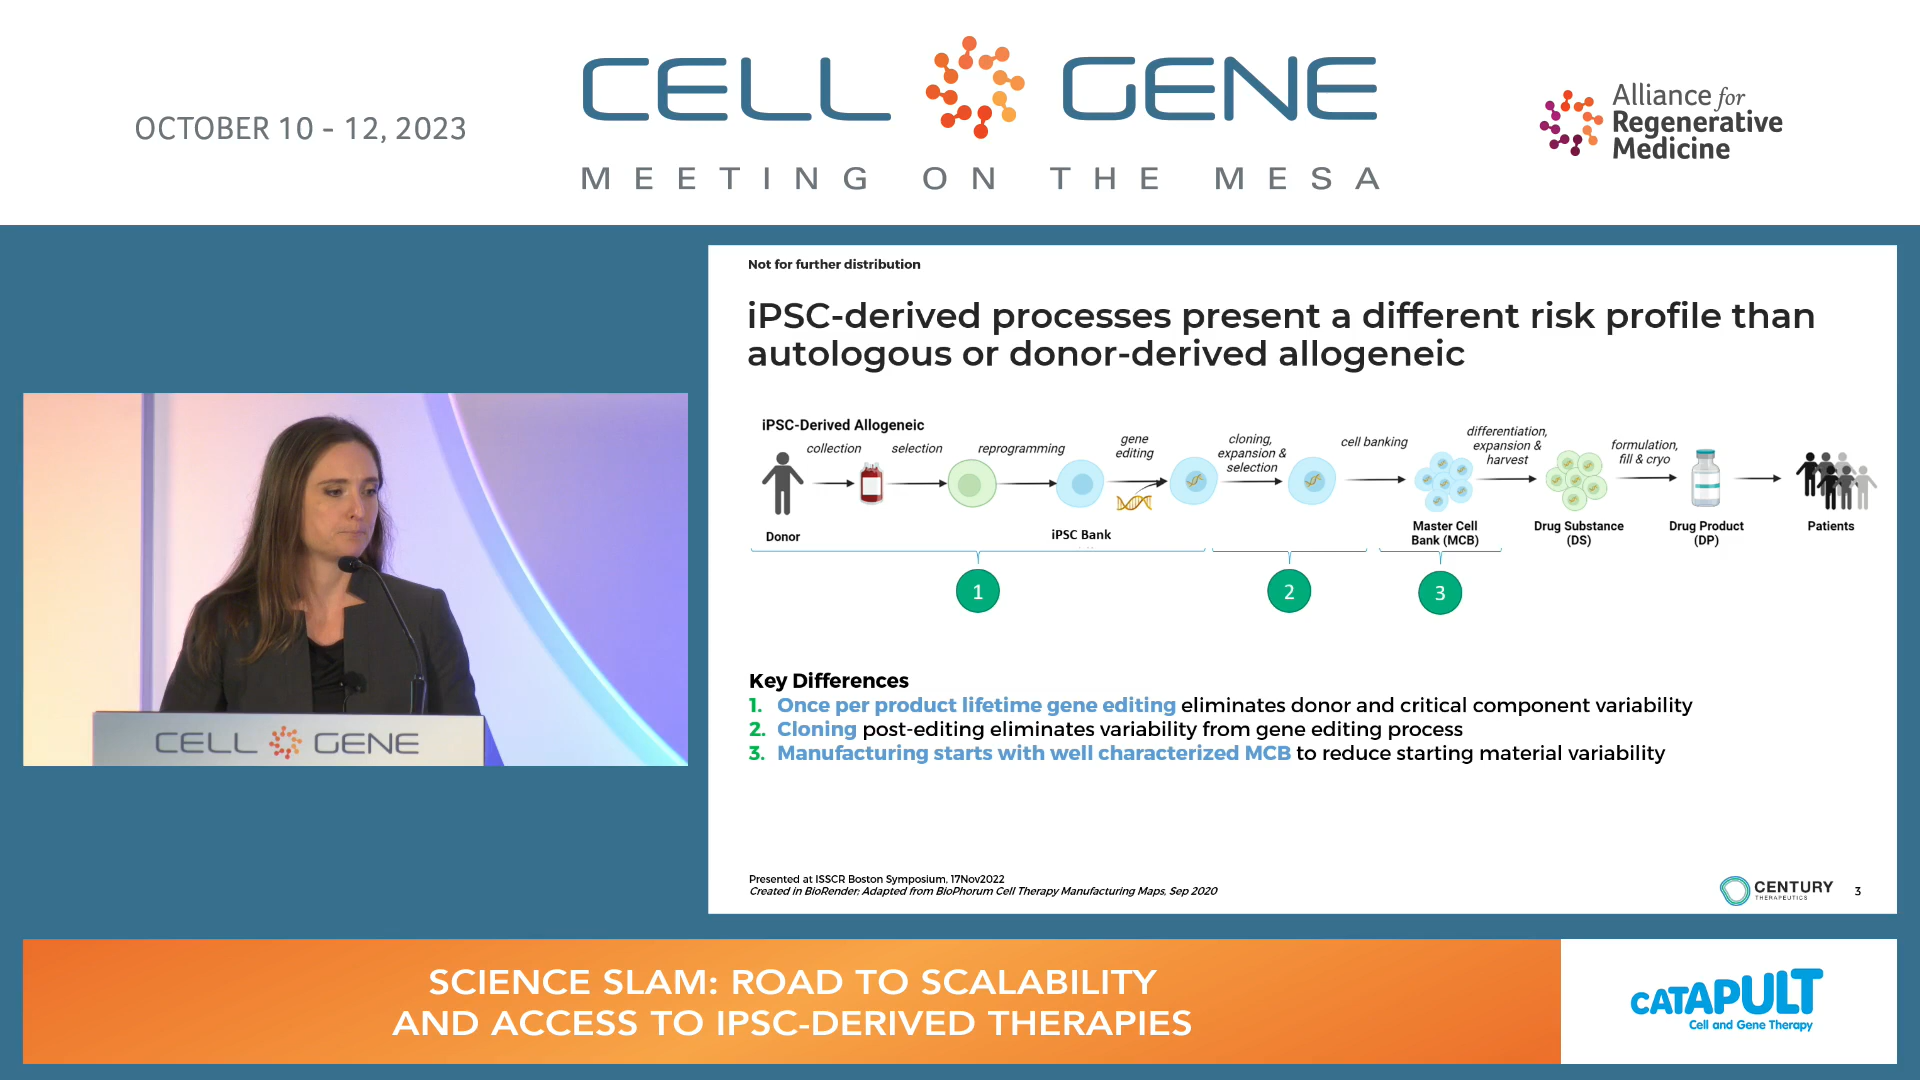 OCTOBER 10 - 12, 2023
CELL GENE
MEETING ON THE MESA
Alliance for
Regenerative
Medicine
Not for further distribution
iPSC-derived processes present a different risk profile than
autologous or donor-derived allogeneic
iPSC-Derived Allogeneic
collection
selection
reprogramming
gene
editing
cloning,
expansion &
selection
cell banking
differentiation,
expansion &
harvest
formulation,
fill & cryo
Donor
iPSC Bank
Master Cell
Bank (MCB)
Drug Substance
(DS)
Drug Product
(DP)
Patients
1
2
3
Key Differences
1. Once per product lifetime gene editing eliminates donor and critical component variability
2. Cloning post-editing eliminates variability from gene editing process
3. Manufacturing starts with well characterized MCB to reduce starting material variability
Presented at ISSCR Boston Symposium, 17Nov2022
Created in BioRender; Adapted from BioPhorum Cell Therapy Manufacturing Maps, Sep 2020
CENTURY
THERAPEUTICS
3
CELL GENE
SCIENCE SLAM: ROAD TO SCALABILITY
AND ACCESS TO IPSC-DERIVED THERAPIES
CATAPULT
Cell and Gene Therapy